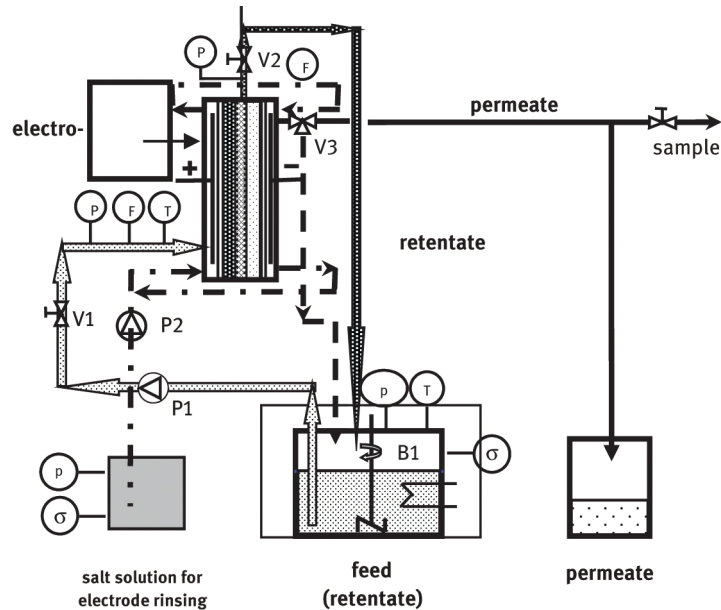 P
V2
F
permeate
electro-
V3
sample
+
−
P
F
T
retentate
V1
P2
P1
p
T
B1
σ
p
σ
salt solution for
electrode rinsing
feed
(retentate)
permeate